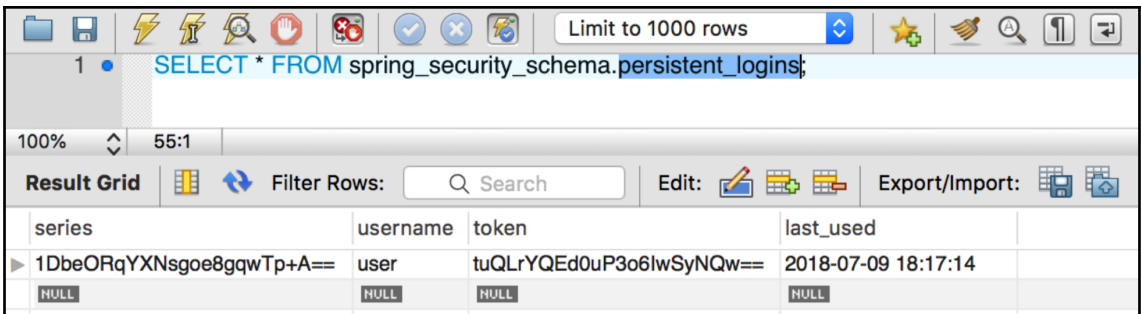 Limit to 1000 rows
1 SELECT * FROM spring_security_schema.persistent_logins;
100% 55:1
Result Grid Filter Rows: Search Edit: Export/Import:
series username token last_used
1DbeORqYXNsgoe8gqwTp+A== user tuQLrYQEd0uP3o6IwSyNQw== 2018-07-09 18:17:14
NULL NULL NULL NULL